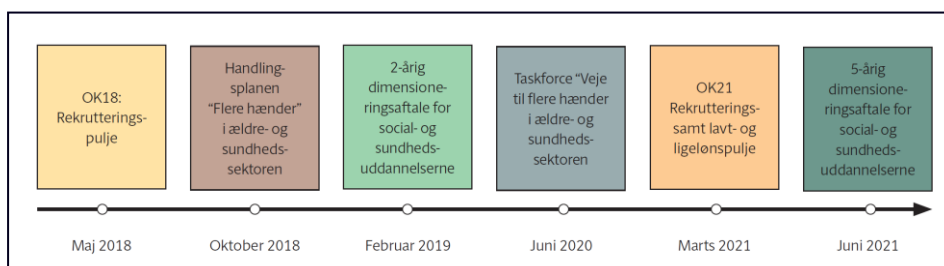 OK18:
Rekrutterings-
pulje
Handling-
splanen
“Flere hænder”
i ældre- og
sundheds-
sektoren
2-årig
dimensione-
ringsaftale for
social- og
sundheds-
uddannelserne
Taskforce “Veje
til flere hænder
i ældre- og
sundheds-
sektoren
OK21
Rekrutterings-
samt lavt- og
ligelønspulje
5-årig
dimensione-
ringsaftale for
social- og
sundheds-
uddannelserne
Maj 2018
Oktober 2018
Februar 2019
Juni 2020
Marts 2021
Juni 2021